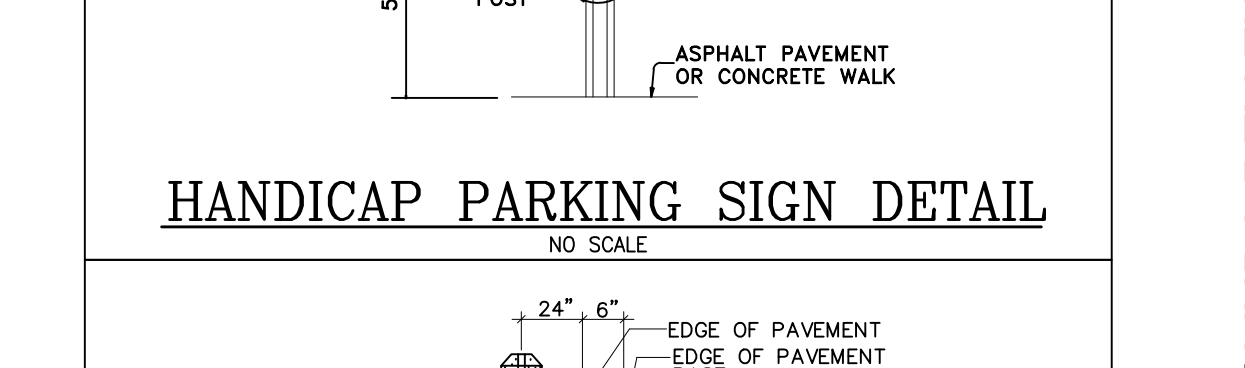 5
POST
ASPHALT PAVEMENT
OR CONCRETE WALK
HANDICAP PARKING SIGN DETAIL
NO SCALE
24" 6"
EDGE OF PAVEMENT
EDGE OF PAVEMENT